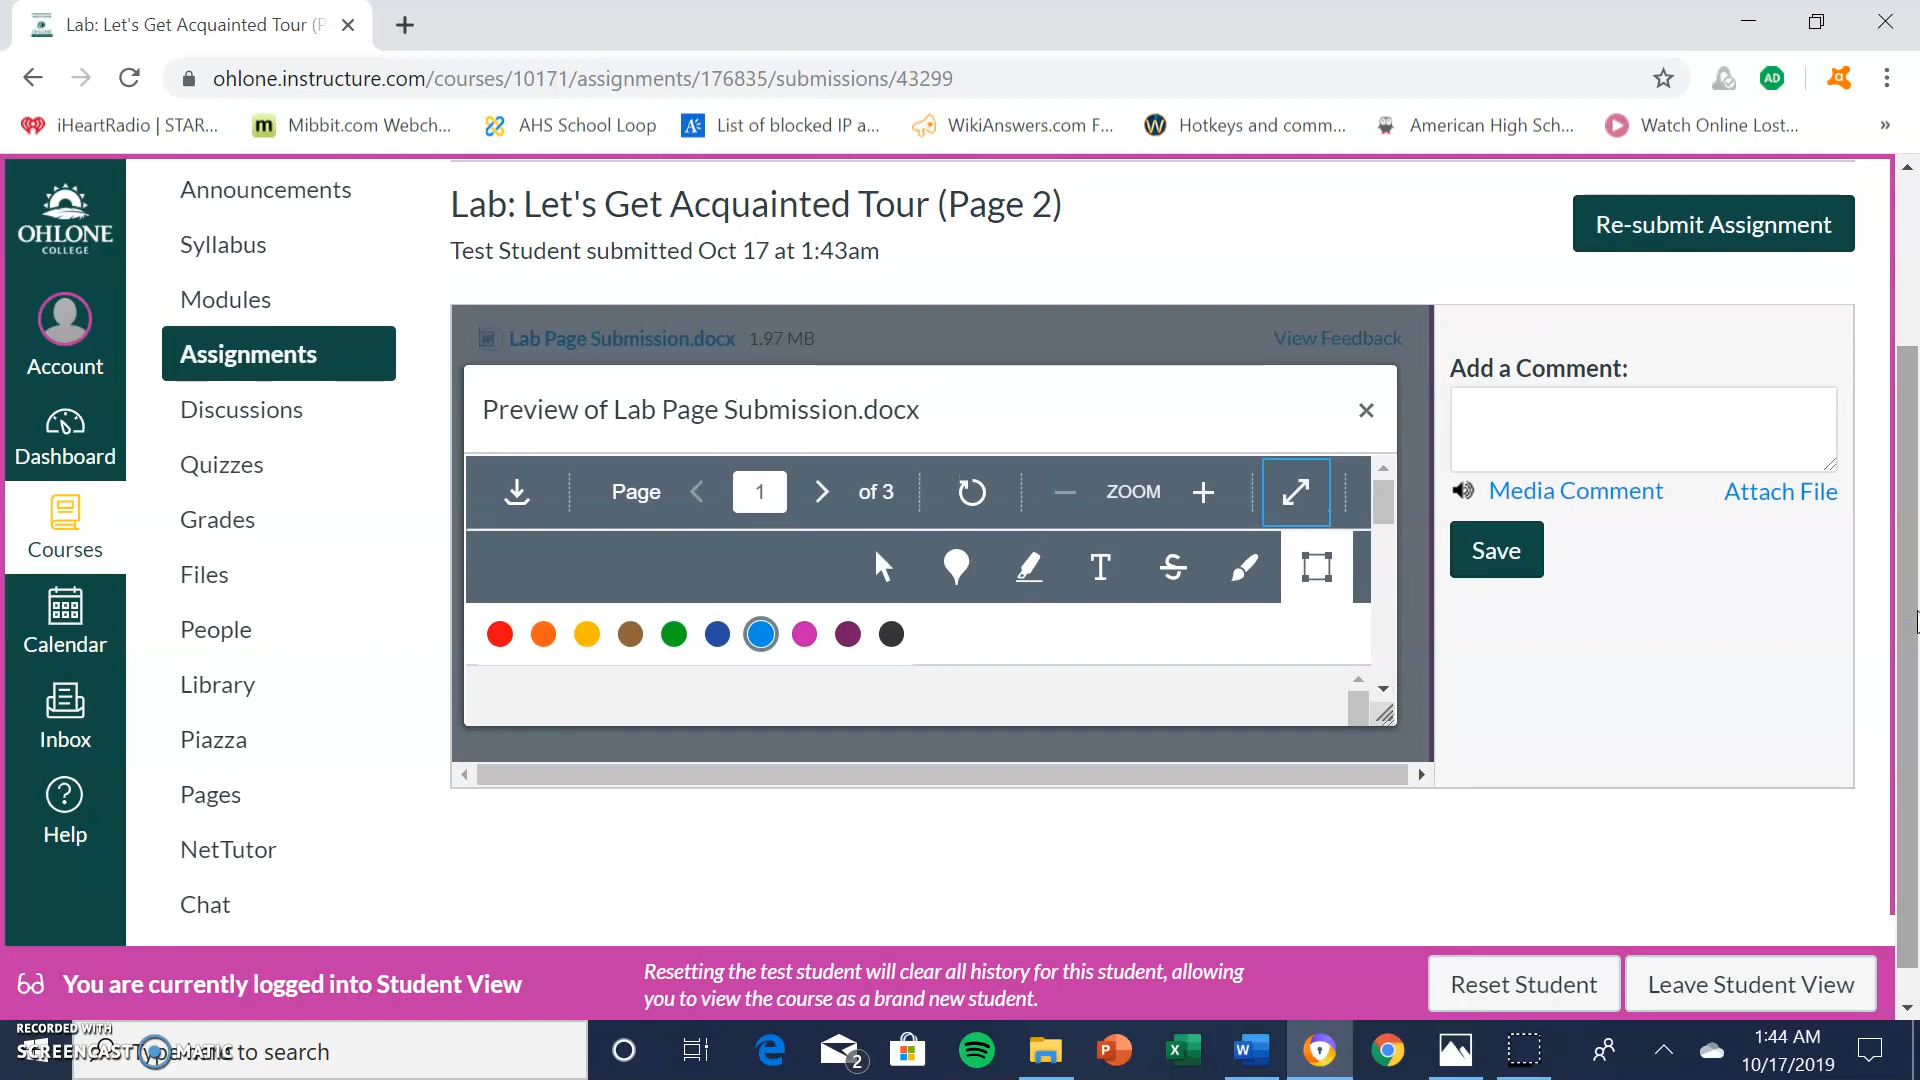 Lab: Let's Get Acquainted Tour (P
ohlone.instructure.com/courses/10171/assignments/176835/submissions/43299
AD
iHeartRadio | STAR...
m Mibbit.com Webch...
AHS School Loop
List of blocked IP a...
WikiAnswers.com F...
Hotkeys and comm...
American High Sch...
Watch Online Lost...
»
OHLONE
COLLEGE
Account
Dashboard
Courses
Calendar
Inbox
Help
Announcements
Syllabus
Modules
Assignments
Discussions
Quizzes
Grades
Files
People
Library
Piazza
Pages
NetTutor
Chat
Lab: Let's Get Acquainted Tour (Page 2)
Test Student submitted Oct 17 at 1:43am
Re-submit Assignment
Lab Page Submission.docx 1.97 MB
View Feedback
Preview of Lab Page Submission.docx
Page 1 of 3
ZOOM
T S
Add a Comment:
Media Comment
Attach File
Save
You are currently logged into Student View
Resetting the test student will clear all history for this student, allowing
you to view the course as a brand new student.
Reset Student
Leave Student View
RECORDED WITH
SCREENCAST MATIC
to search
2
1:44 AM
10/17/2019